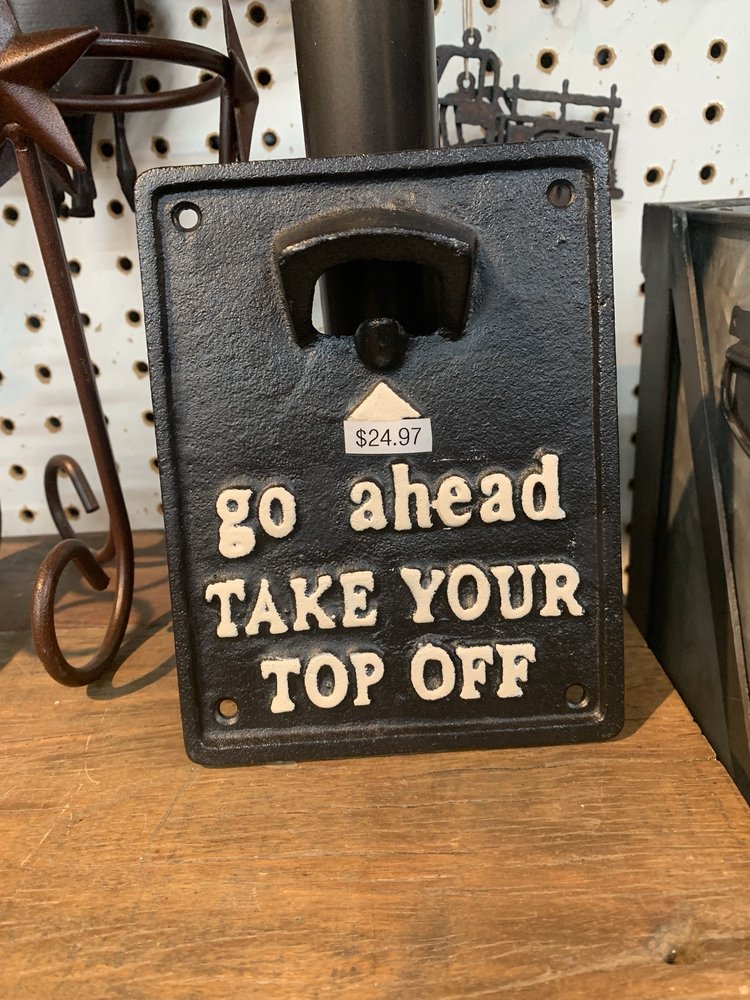 $24.97
go ahead
TAKE YOUR
TOP OFF